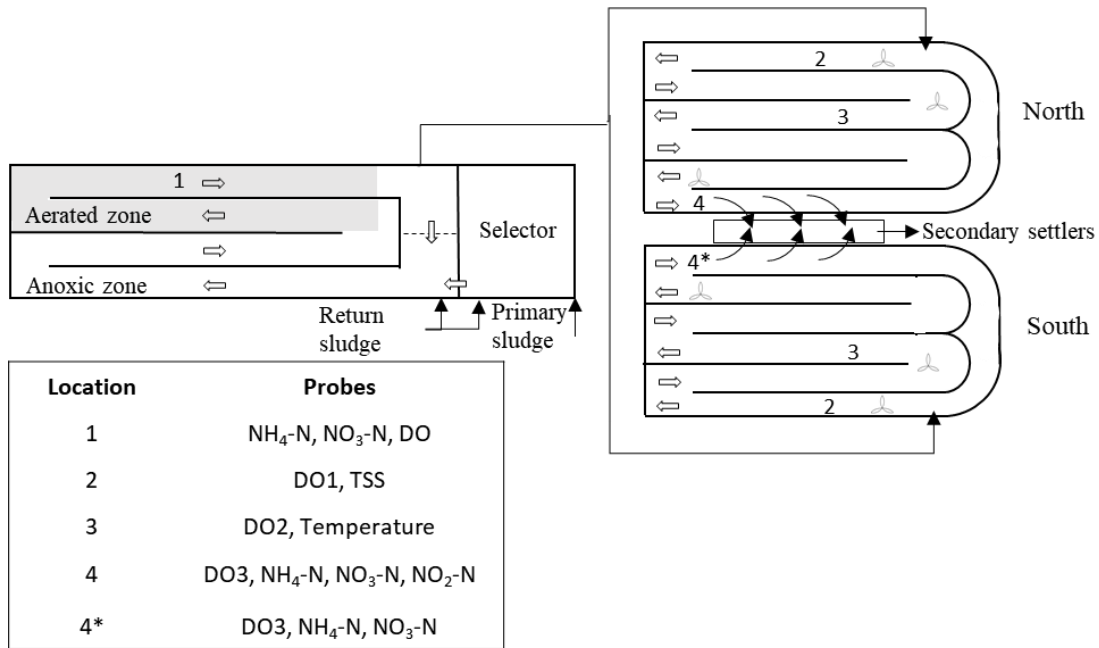 2
North
3
1
Aerated zone
Selector
4
Secondary settlers
4*
Anoxic zone
Return
sludge
Primary
sludge
South
3
2
Location Probes
1 NH₄-N, NO₃-N, DO
2 DO1, TSS
3 DO2, Temperature
4 DO3, NH₄-N, NO₃-N, NO₂-N
4* DO3, NH₄-N, NO₃-N